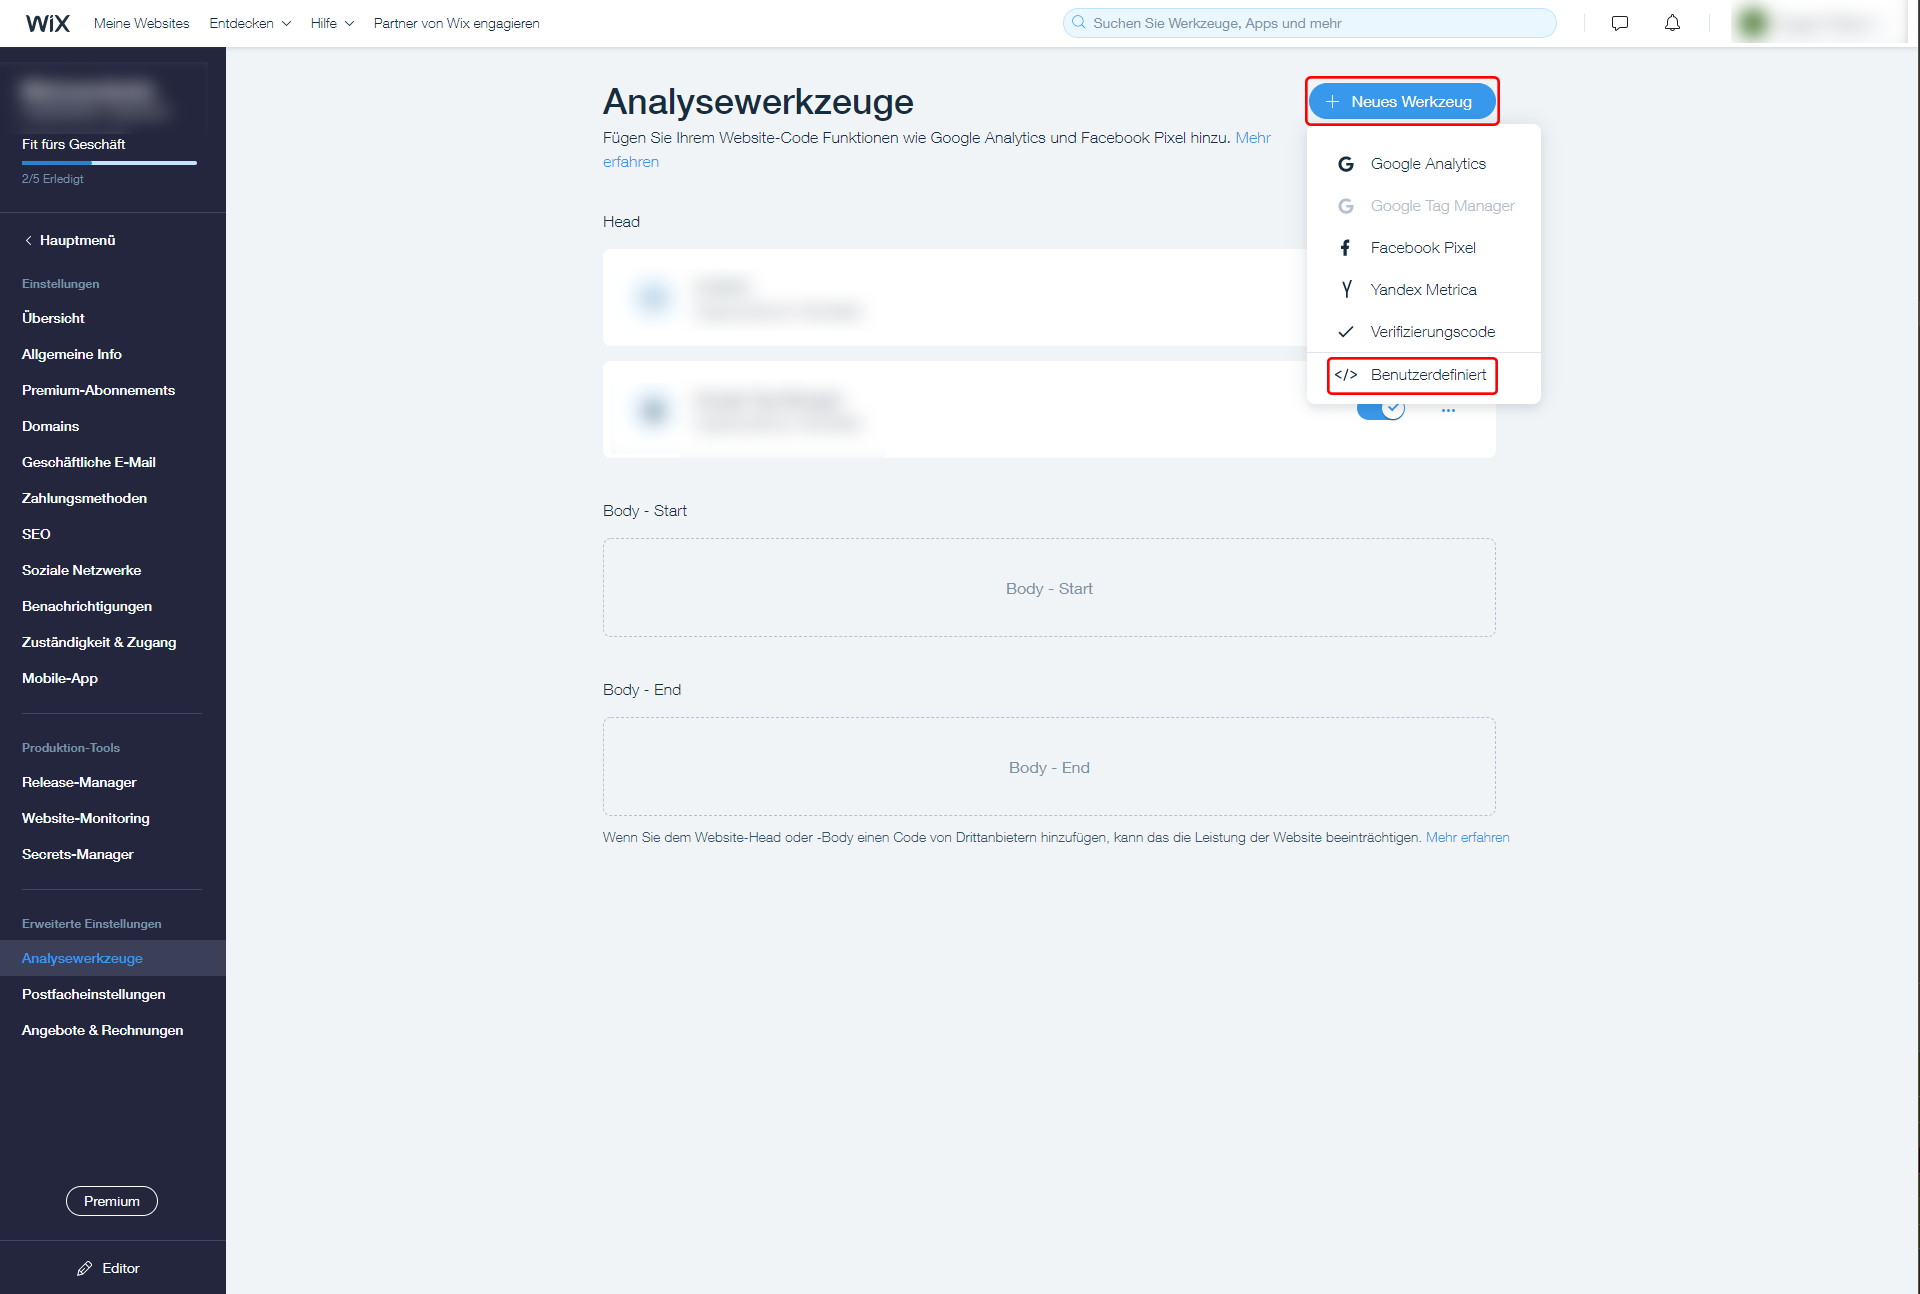 WiX
Meine Websites
Entdecken
Hilfe
Partner von Wix engagieren
Suchen Sie Werkzeuge, Apps und mehr
Fit fürs Geschäft
2/5 Erledigt
Hauptmenü
Einstellungen
Übersicht
Allgemeine Info
Premium-Abonnements
Domains
Geschäftliche E-Mail
Zahlungsmethoden
SEO
Soziale Netzwerke
Benachrichtigungen
Zuständigkeit & Zugang
Mobile-App
Produktion-Tools
Release-Manager
Website-Monitoring
Secrets-Manager
Erweiterte Einstellungen
Analysewerkzeuge
Postfacheinstellungen
Angebote & Rechnungen
Premium
Editor
Analysewerkzeuge
Fügen Sie Ihrem Website-Code Funktionen wie Google Analytics und Facebook Pixel hinzu. Mehr
erfahren
+ Neues Werkzeug
Google Analytics
Google Tag Manager
Facebook Pixel
Yandex Metrica
Verifizierungscode
</> Benutzerdefiniert
Head
Body - Start
Body - Start
Body - End
Body - End
Wenn Sie dem Website-Head oder -Body einen Code von Drittanbietern hinzufügen, kann das die Leistung der Website beeinträchtigen. Mehr erfahren